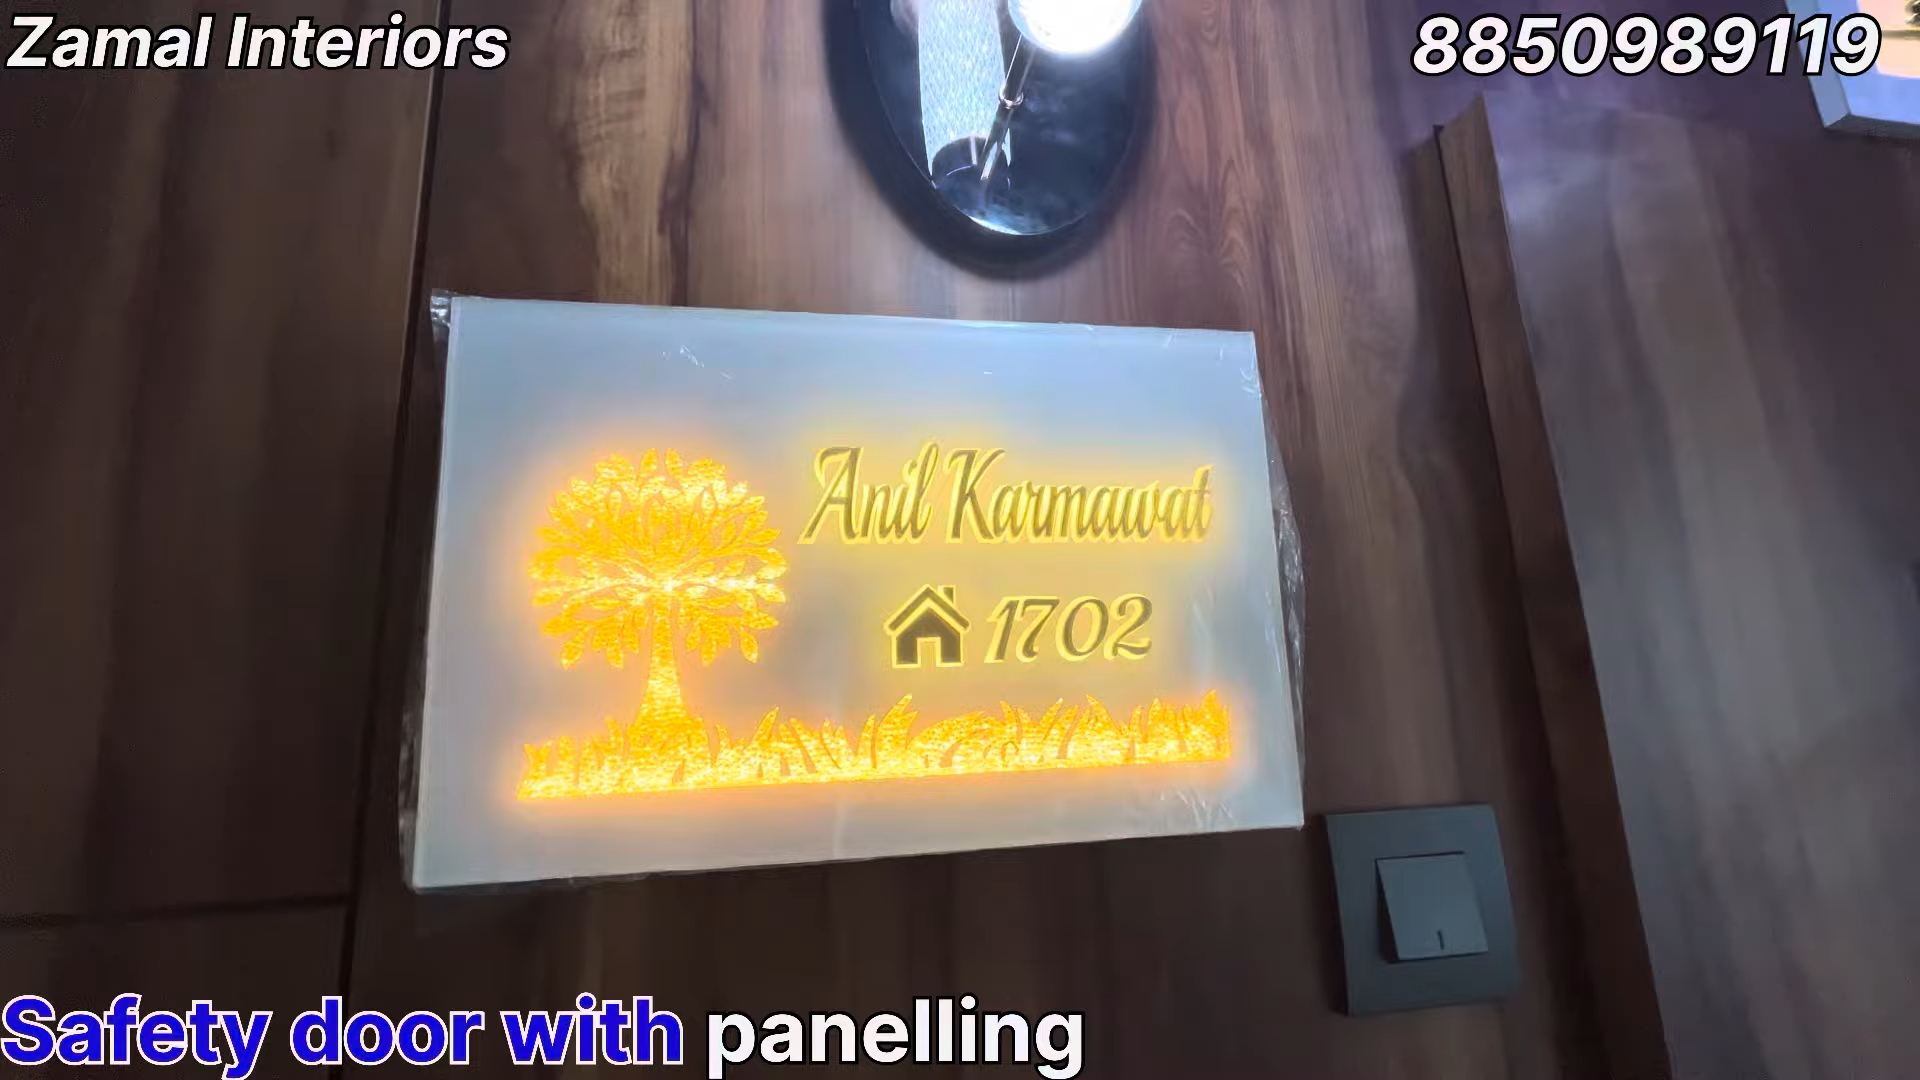 Zamal Interiors
8850989119
Anil Karmawat
1702
Safety door with panelling